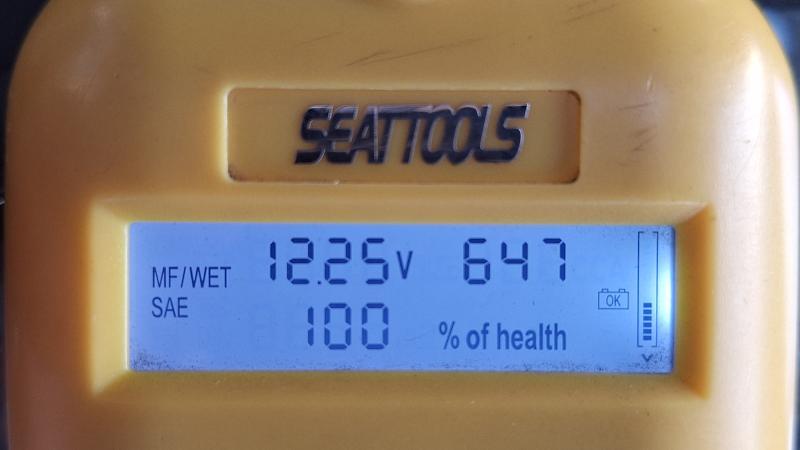 SEATTOOLS
MF/WET 12.25V 647
SAE 100 % of health
OK